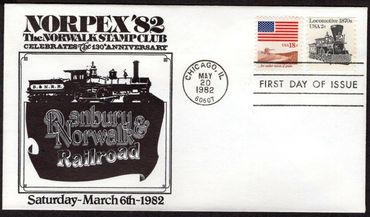 NORPEX '82
The NORWALK STAMP CLUB
CELEBRATES The 130th ANNIVERSARY
D. & N. R.R.
Danbury &
Norwalk
Railroad
Saturday-March 6th-1982
CHICAGO, IL
MAY
20
1982
60607
USA 18c
Locomotive 1870s
USA 2c
FIRST DAY OF ISSUE